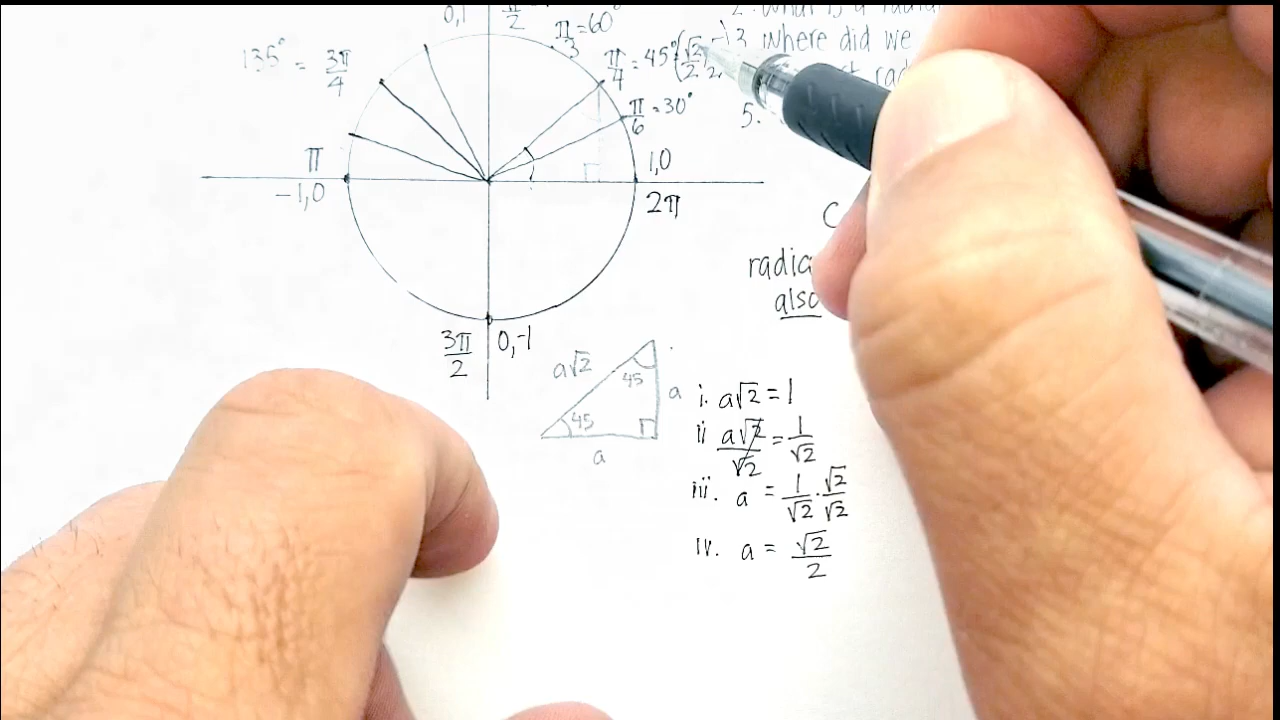 0,1 π/2
π/3 = 60°
135° = 3π/4
π/4 = 45° (√2/2, 2
π/6 = 30°
π
-1,0
1,0
2π
3π/2 0,-1
2. What is a
3 where did we
5.
C
also
a√2
45
45
a
a
i. a√2 = 1
ii a√2/√2 = 1/√2
iii. a = 1/√2 · √2/√2
iv. a = √2/2